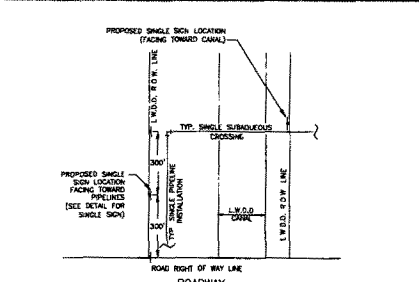 PROPOSED SINGLE SIGN LOCATION
(FACING TOWARD CANAL)
L.W.D.D. R.O.W. LINE
TYP. SINGLE SUBAQUEOUS
CROSSING
300'
PROPOSED SINGLE
SIGN LOCATION
FACING TOWARD
PIPELINES
(SEE DETAIL FOR
SINGLE SIGN)
TYP. SINGLE PIPELINE
INSTALLATION
300'
L.W.D.D
CANAL
L.W.D.D. ROW LINE
ROAD RIGHT OF WAY LINE
ROADWAY